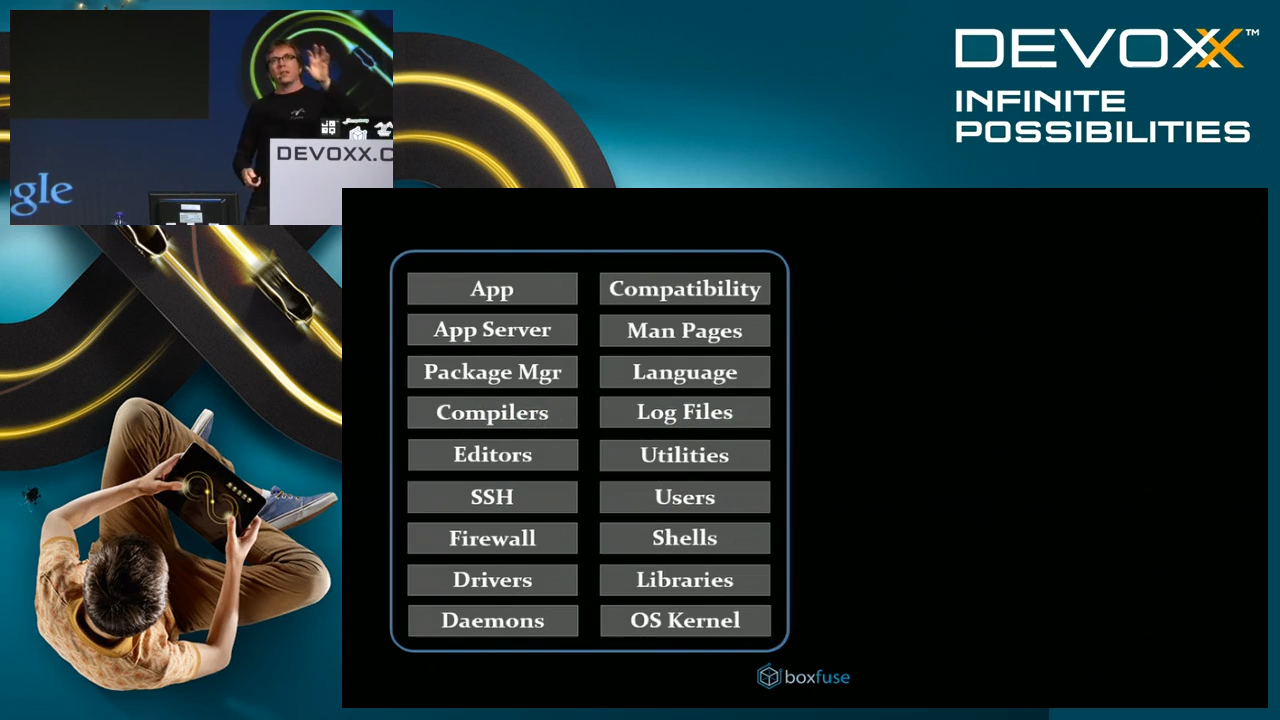 DEVOXX™
INFINITE
POSSIBILITIES
DEVOXX.C
ogle
App
Compatibility
App Server
Man Pages
Package Mgr
Language
Compilers
Log Files
Editors
Utilities
SSH
Users
Firewall
Shells
Drivers
Libraries
Daemons
OS Kernel
boxfuse